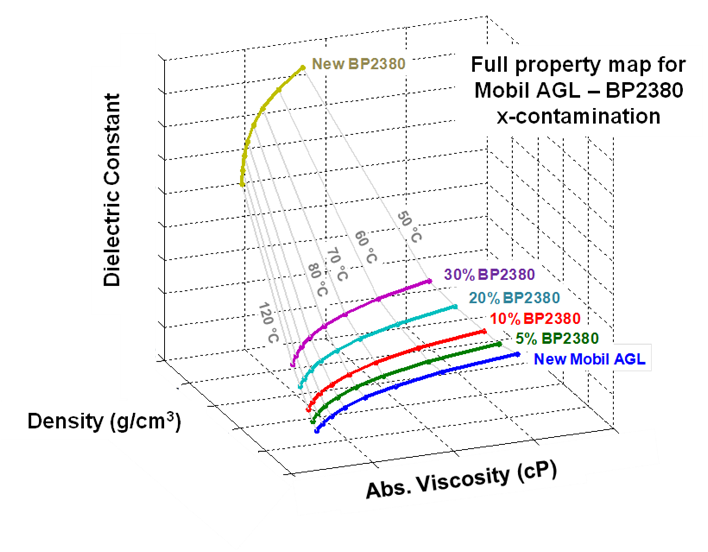 New BP2380
Full property map for
Mobil AGL – BP2380
x-contamination
Dielectric Constant
50 °C
60 °C
70 °C
80 °C
120 °C
30% BP2380
20% BP2380
10% BP2380
5% BP2380
New Mobil AGL
Density (g/cm³)
Abs. Viscosity (cP)